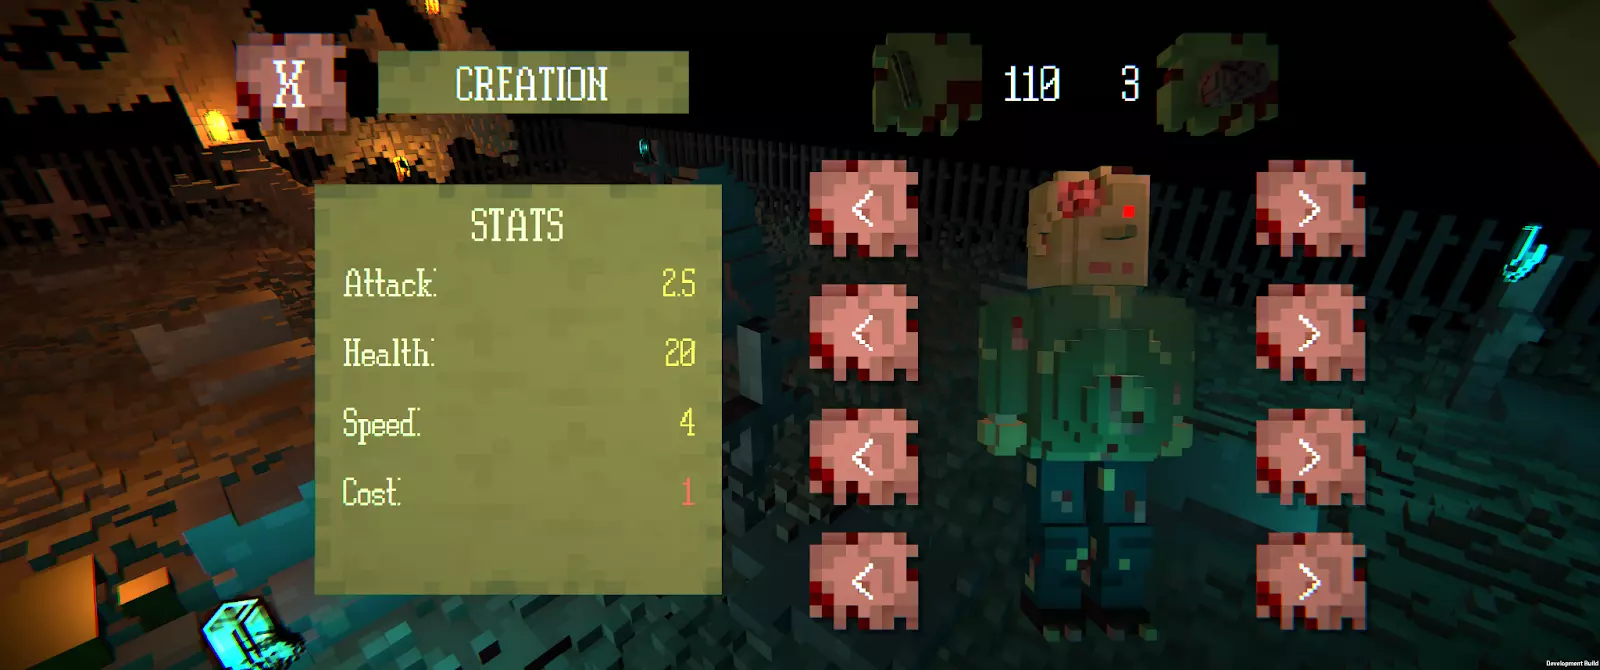 X
CREATION
110 3
STATS
Attack: 2.5
Health: 20
Speed: 4
Cost: 1
< >
< >
< >
< >
Development Build